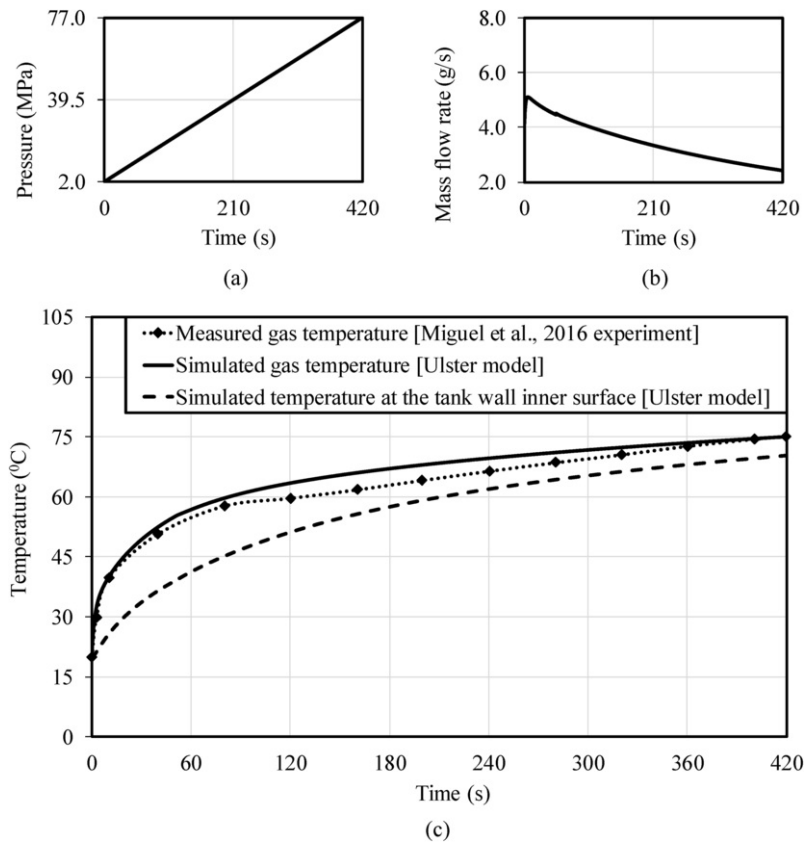 Pressure (MPa)
77.0
39.5
2.0
0
210
420
Time (s)
(a)
Mass flow rate (g/s)
8.0
6.0
4.0
2.0
0
210
420
Time (s)
(b)
Temperature (⁰C)
105
90
75
60
45
30
15
0
Measured gas temperature [Miguel et al., 2016 experiment]
Simulated gas temperature [Ulster model]
Simulated temperature at the tank wall inner surface [Ulster model]
0
60
120
180
240
300
360
420
Time (s)
(c)